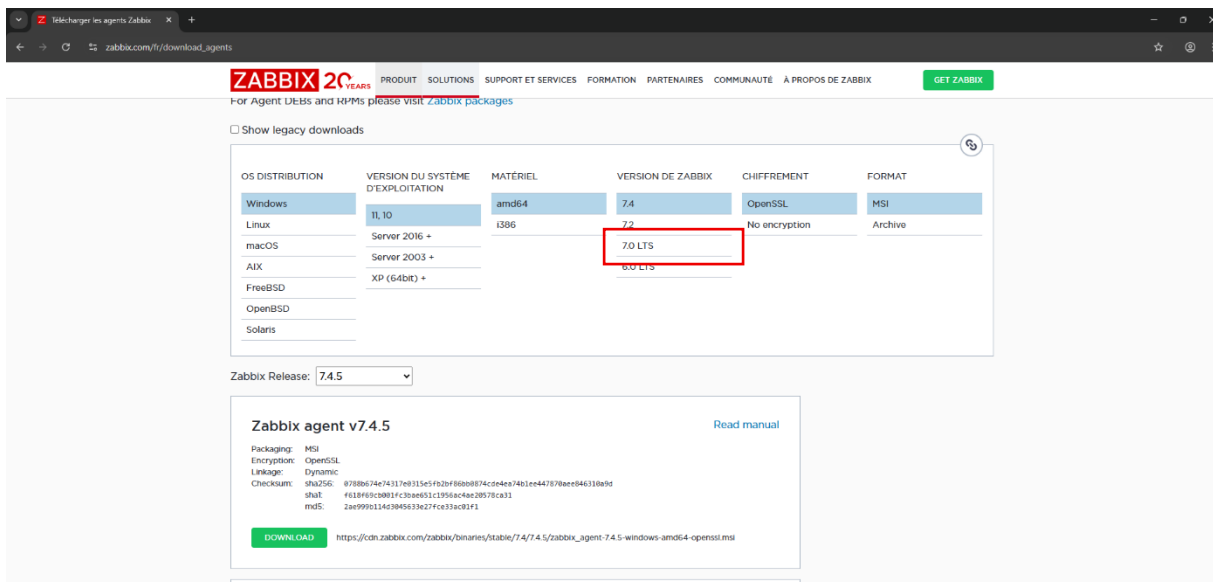 Télécharger les agents Zabbix
zabbix.com/fr/download_agents
ZABBIX 20 YEARS PRODUIT SOLUTIONS SUPPORT ET SERVICES FORMATION PARTENAIRES COMMUNAUTÉ À PROPOS DE ZABBIX GET ZABBIX
For Agent DEBs and RPMs please visit Zabbix packages
Show legacy downloads
OS DISTRIBUTION
Windows
Linux
macOS
AIX
FreeBSD
OpenBSD
Solaris
VERSION DU SYSTÈME
D'EXPLOITATION
11, 10
Server 2016 +
Server 2003 +
XP (64bit) +
MATÉRIEL
amd64
i386
VERSION DE ZABBIX
7.4
7.2
7.0 LTS
6.0 LTS
CHIFFREMENT
OpenSSL
No encryption
FORMAT
MSI
Archive
Zabbix Release: 7.4.5
Zabbix agent v7.4.5 Read manual
Packaging: MSI
Encryption: OpenSSL
Linkage: Dynamic
Checksum: sha256:
sha1:
md5: 2ae999b114d3045633e27fce33ac01f1
DOWNLOAD https://cdn.zabbix.com/zabbix/binaries/stable/7.4/7.4.5/zabbix_agent-7.4.5-windows-amd64-openssl.msi